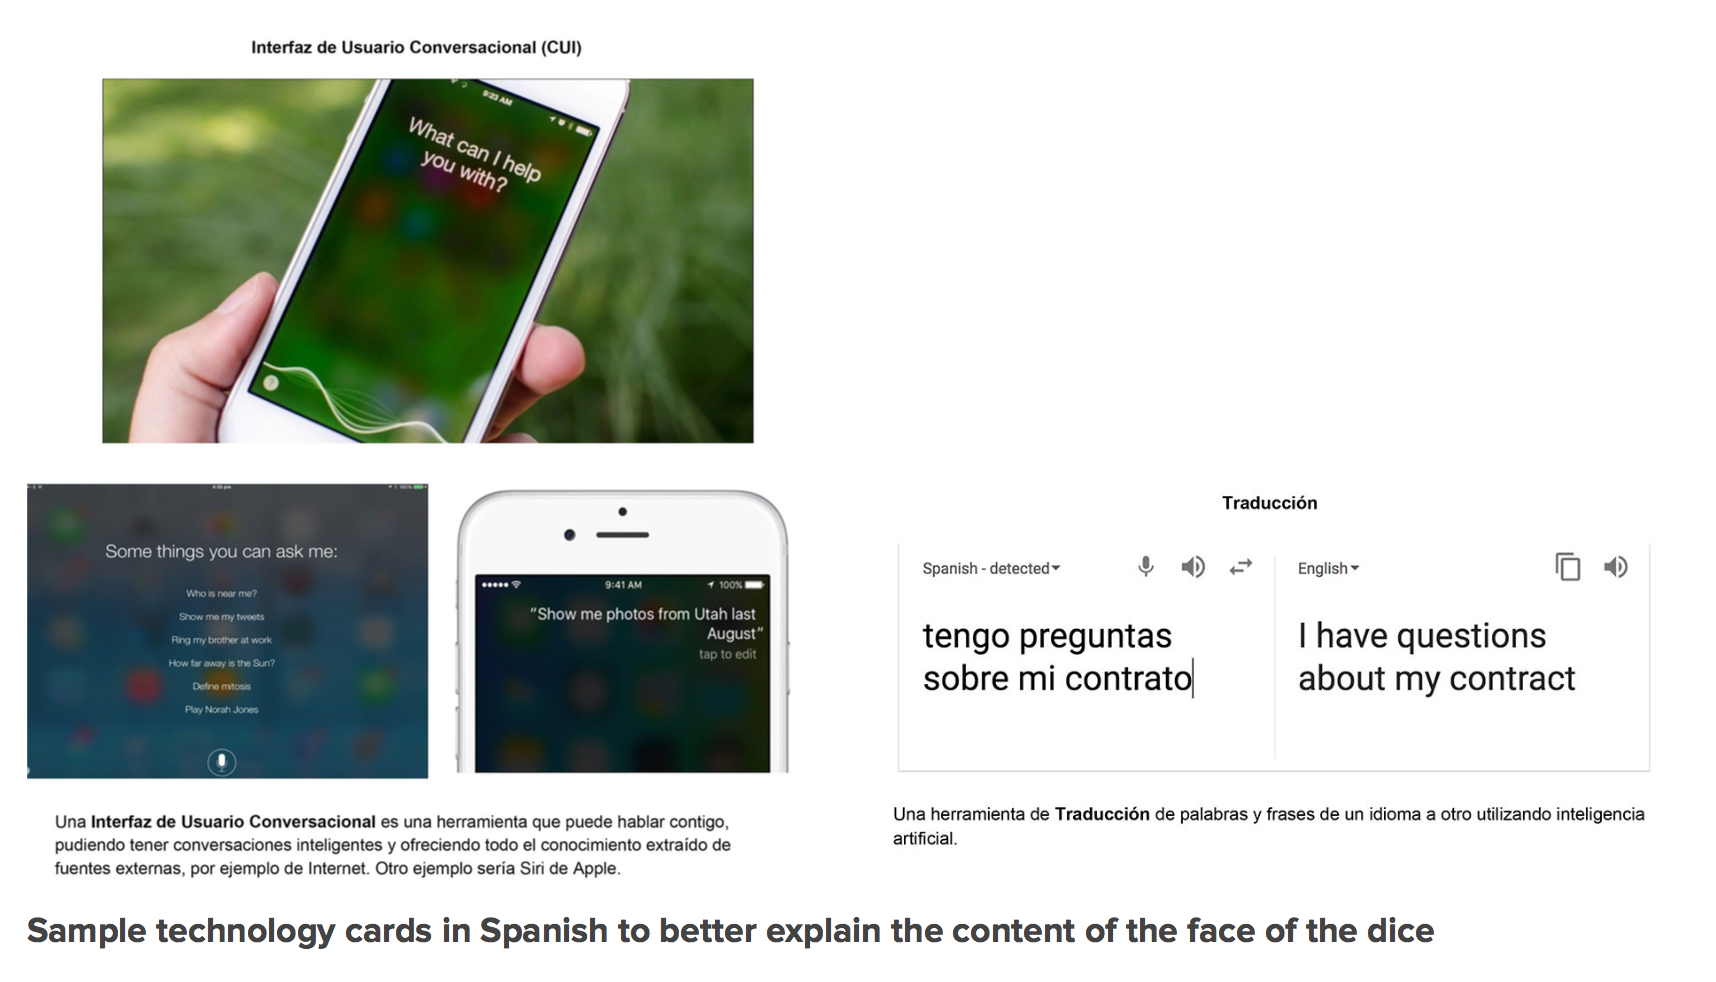 Interfaz de Usuario Conversacional (CUI)
9:23 AM
What can I help
you with?
?
4:33 pm
100%
Some things you can ask me:
Who is near me?
Show me my tweets
Ring my brother at work
How far away is the Sun?
Define mitosis
Play Norah Jones
9:41 AM
100%
"Show me photos from Utah last
August"
tap to edit
Una Interfaz de Usuario Conversacional es una herramienta que puede hablar contigo,
pudiendo tener conversaciones inteligentes y ofreciendo todo el conocimiento extraído de
fuentes externas, por ejemplo de Internet. Otro ejemplo sería Siri de Apple.
Traducción
Spanish - detected
English
tengo preguntas
sobre mi contrato
I have questions
about my contract
Una herramienta de Traducción de palabras y frases de un idioma a otro utilizando inteligencia
artificial.
Sample technology cards in Spanish to better explain the content of the face of the dice